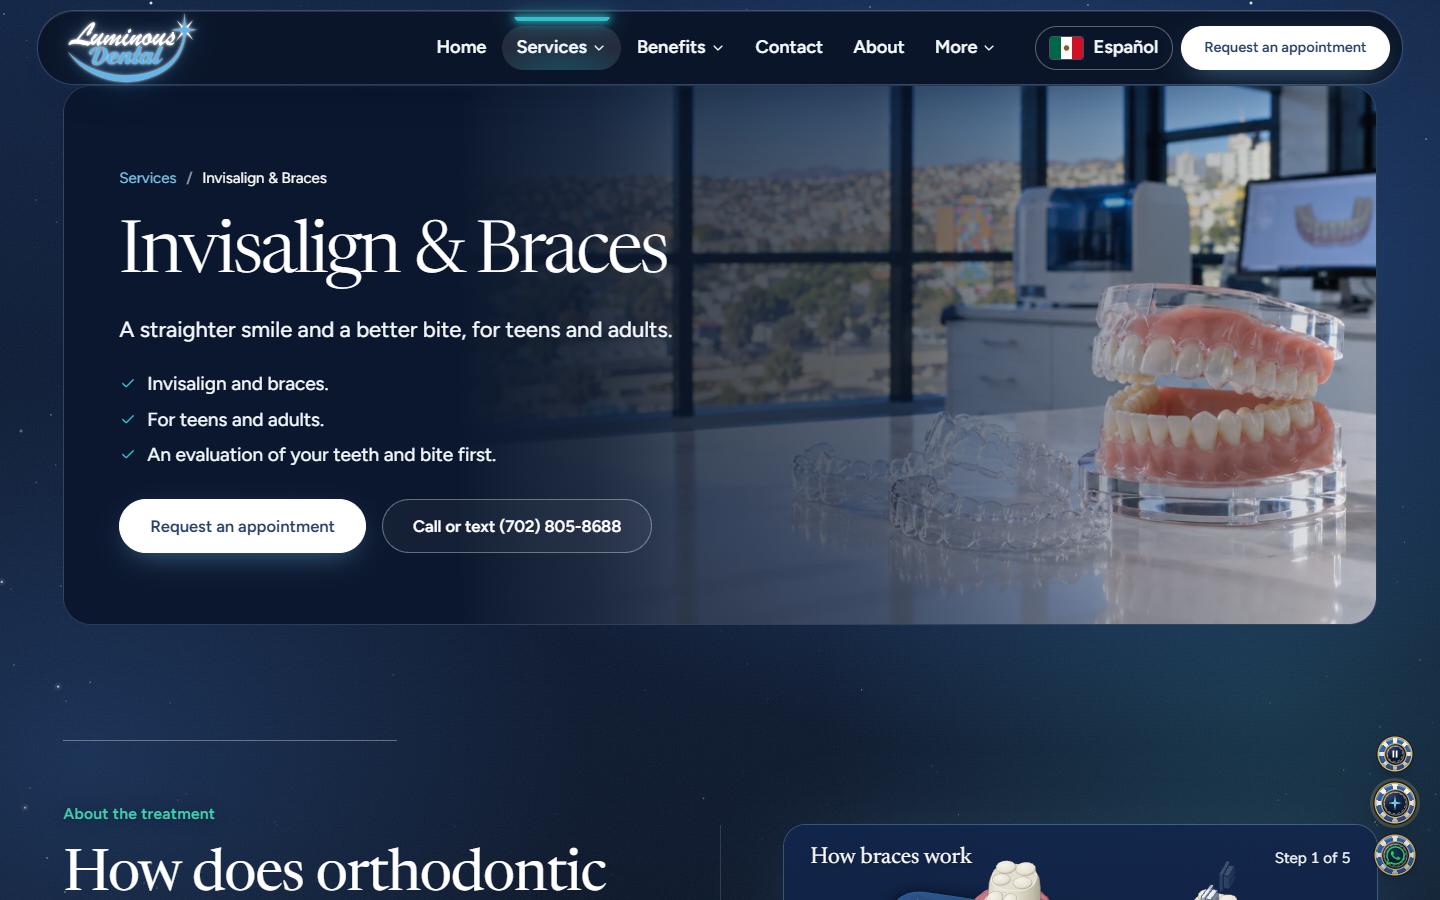 Luminous
Dental
Home
Services
Benefits
Contact
About
More
Español
Request an appointment
Services / Invisalign & Braces
Invisalign & Braces
A straighter smile and a better bite, for teens and adults.
Invisalign and braces.
For teens and adults.
An evaluation of your teeth and bite first.
Request an appointment
Call or text (702) 805-8688
About the treatment
How does orthodontic
How braces work
Step 1 of 5